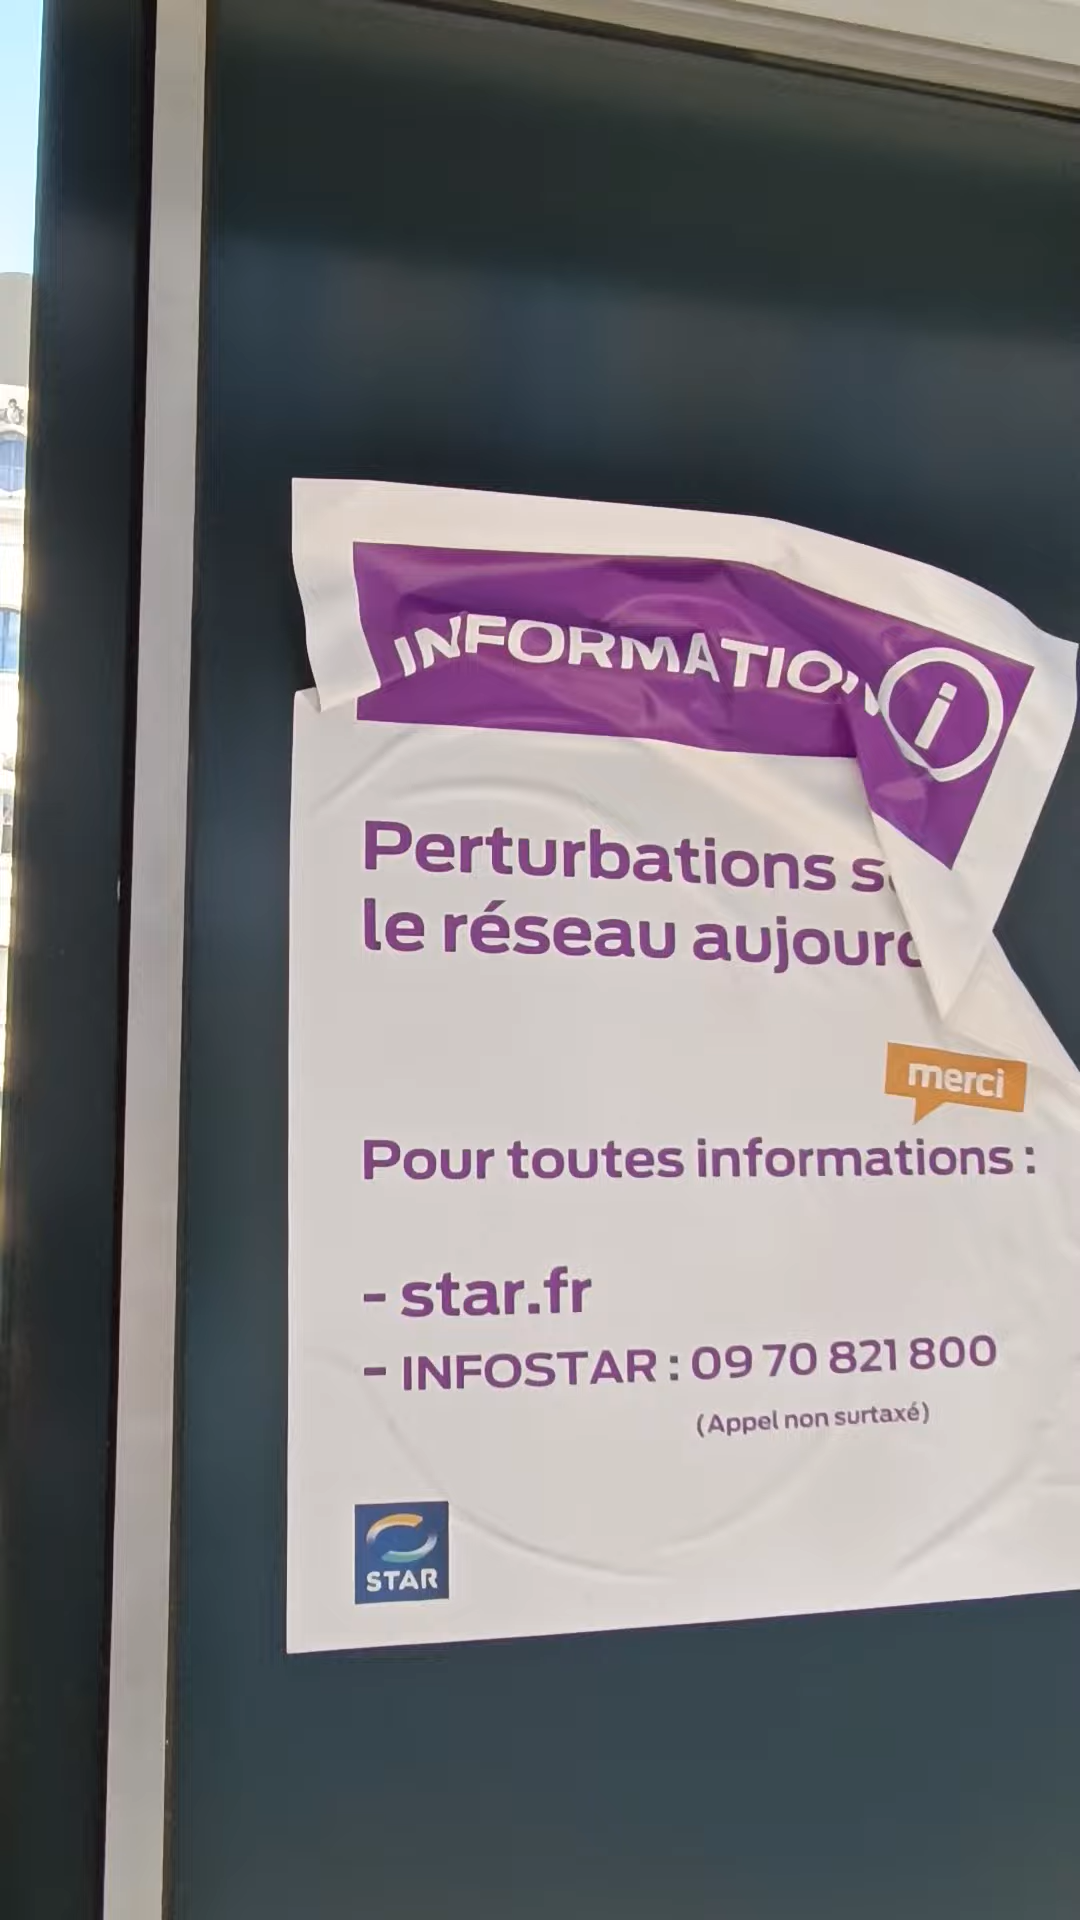 INFORMATION i
Perturbations
le réseau
merci
Pour toutes informations :
- star.fr
- INFOSTAR : 09 70 821 800
(Appel non surtaxé)
STAR